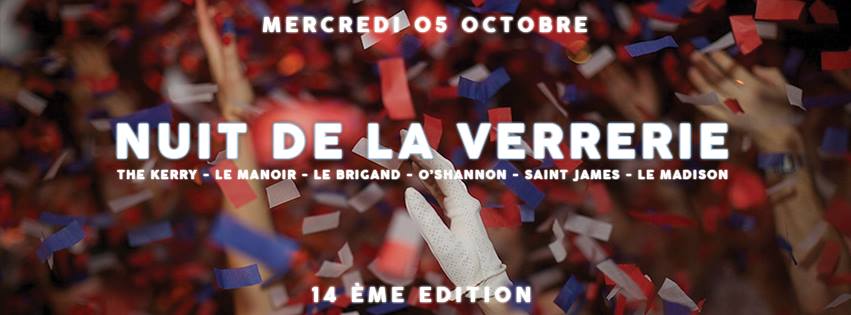 MERCREDI 05 OCTOBRE
NUIT DE LA VERRERIE
THE KERRY - LE MANOIR - LE BRIGAND - O'SHANNON - SAINT JAMES - LE MADISON
14 ÈME EDITION